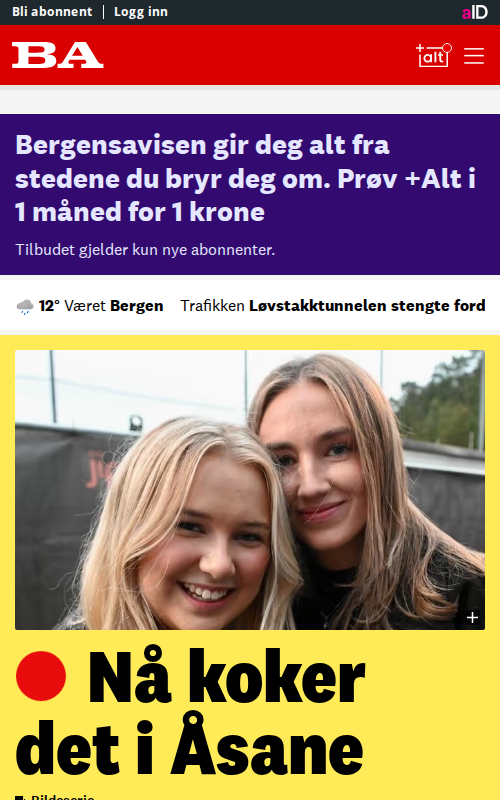 Bli abonnent | Logg inn
aID
BA
+alt
Bergensavisen gir deg alt fra
stedene du bryr deg om. Prøv +Alt i
1 måned for 1 krone
Tilbudet gjelder kun nye abonnenter.
12° Været Bergen Trafikken Løvstakktunnelen stengte ford
Nå koker
det i Åsane
Bildeserie